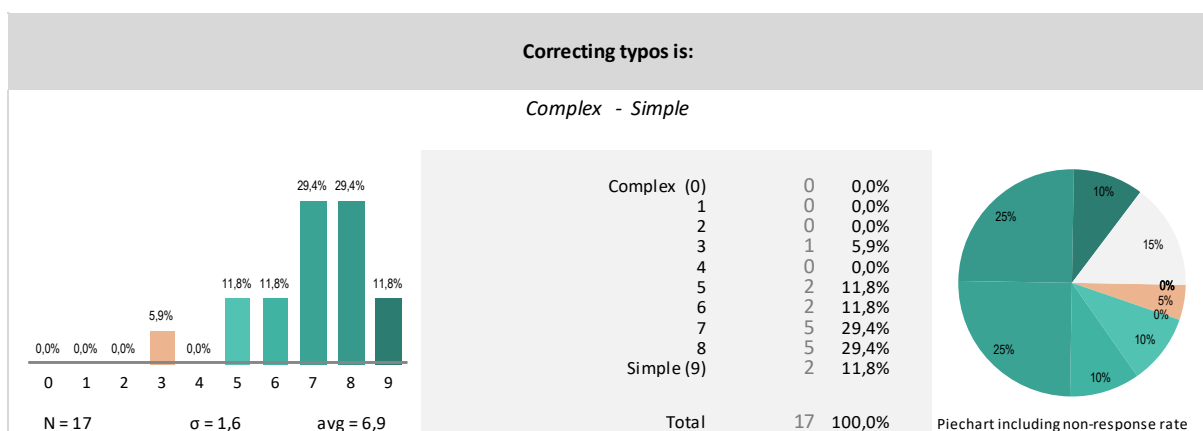 Correcting typos is:
Complex - Simple
29,4% 29,4%
11,8% 11,8% 11,8%
5,9%
0,0% 0,0% 0,0% 0,0%
0 1 2 3 4 5 6 7 8 9
N = 17 σ = 1,6 avg = 6,9
Complex (0) 0 0,0%
1 0 0,0%
2 0 0,0%
3 1 5,9%
4 0 0,0%
5 2 11,8%
6 2 11,8%
7 5 29,4%
8 5 29,4%
Simple (9) 2 11,8%
Total 17 100,0%
10%
25%
15%
0%
5%
0%
10%
25%
10%
Piechart including non-response rate